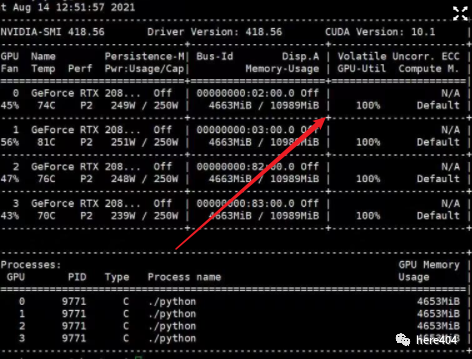 t Aug 14 12:51:57 2021
NVIDIA-SMI 418.56 Driver Version: 418.56 CUDA Version: 10.1
GPU Name Persistence-M| Bus-Id Disp.A | Volatile Uncorr. ECC |
Fan Temp Perf Pwr:Usage/Cap| Memory-Usage | GPU-Util Compute M. |
0 GeForce RTX 208... Off | 00000000:02:00.0 Off | N/A |
45% 74C P2 249W / 250W | 4663MiB / 10989MiB | 100% Default |
1 GeForce RTX 208... Off | 00000000:03:00.0 Off | N/A |
56% 81C P2 251W / 250W | 4663MiB / 10989MiB | 100% Default |
2 GeForce RTX 208... Off | 00000000:82:00.0 Off | N/A |
47% 76C P2 248W / 250W | 4663MiB / 10989MiB | 100% Default |
3 GeForce RTX 208... Off | 00000000:83:00.0 Off | N/A |
43% 70C P2 239W / 250W | 4663MiB / 10989MiB | 100% Default |
Processes: GPU Memory |
GPU PID Type Process name Usage |
0 9771 C ./python 4653MiB |
1 9771 C ./python 4653MiB |
2 9771 C ./python 4653MiB |
3 9771 C ./python 4653MiB |
here404